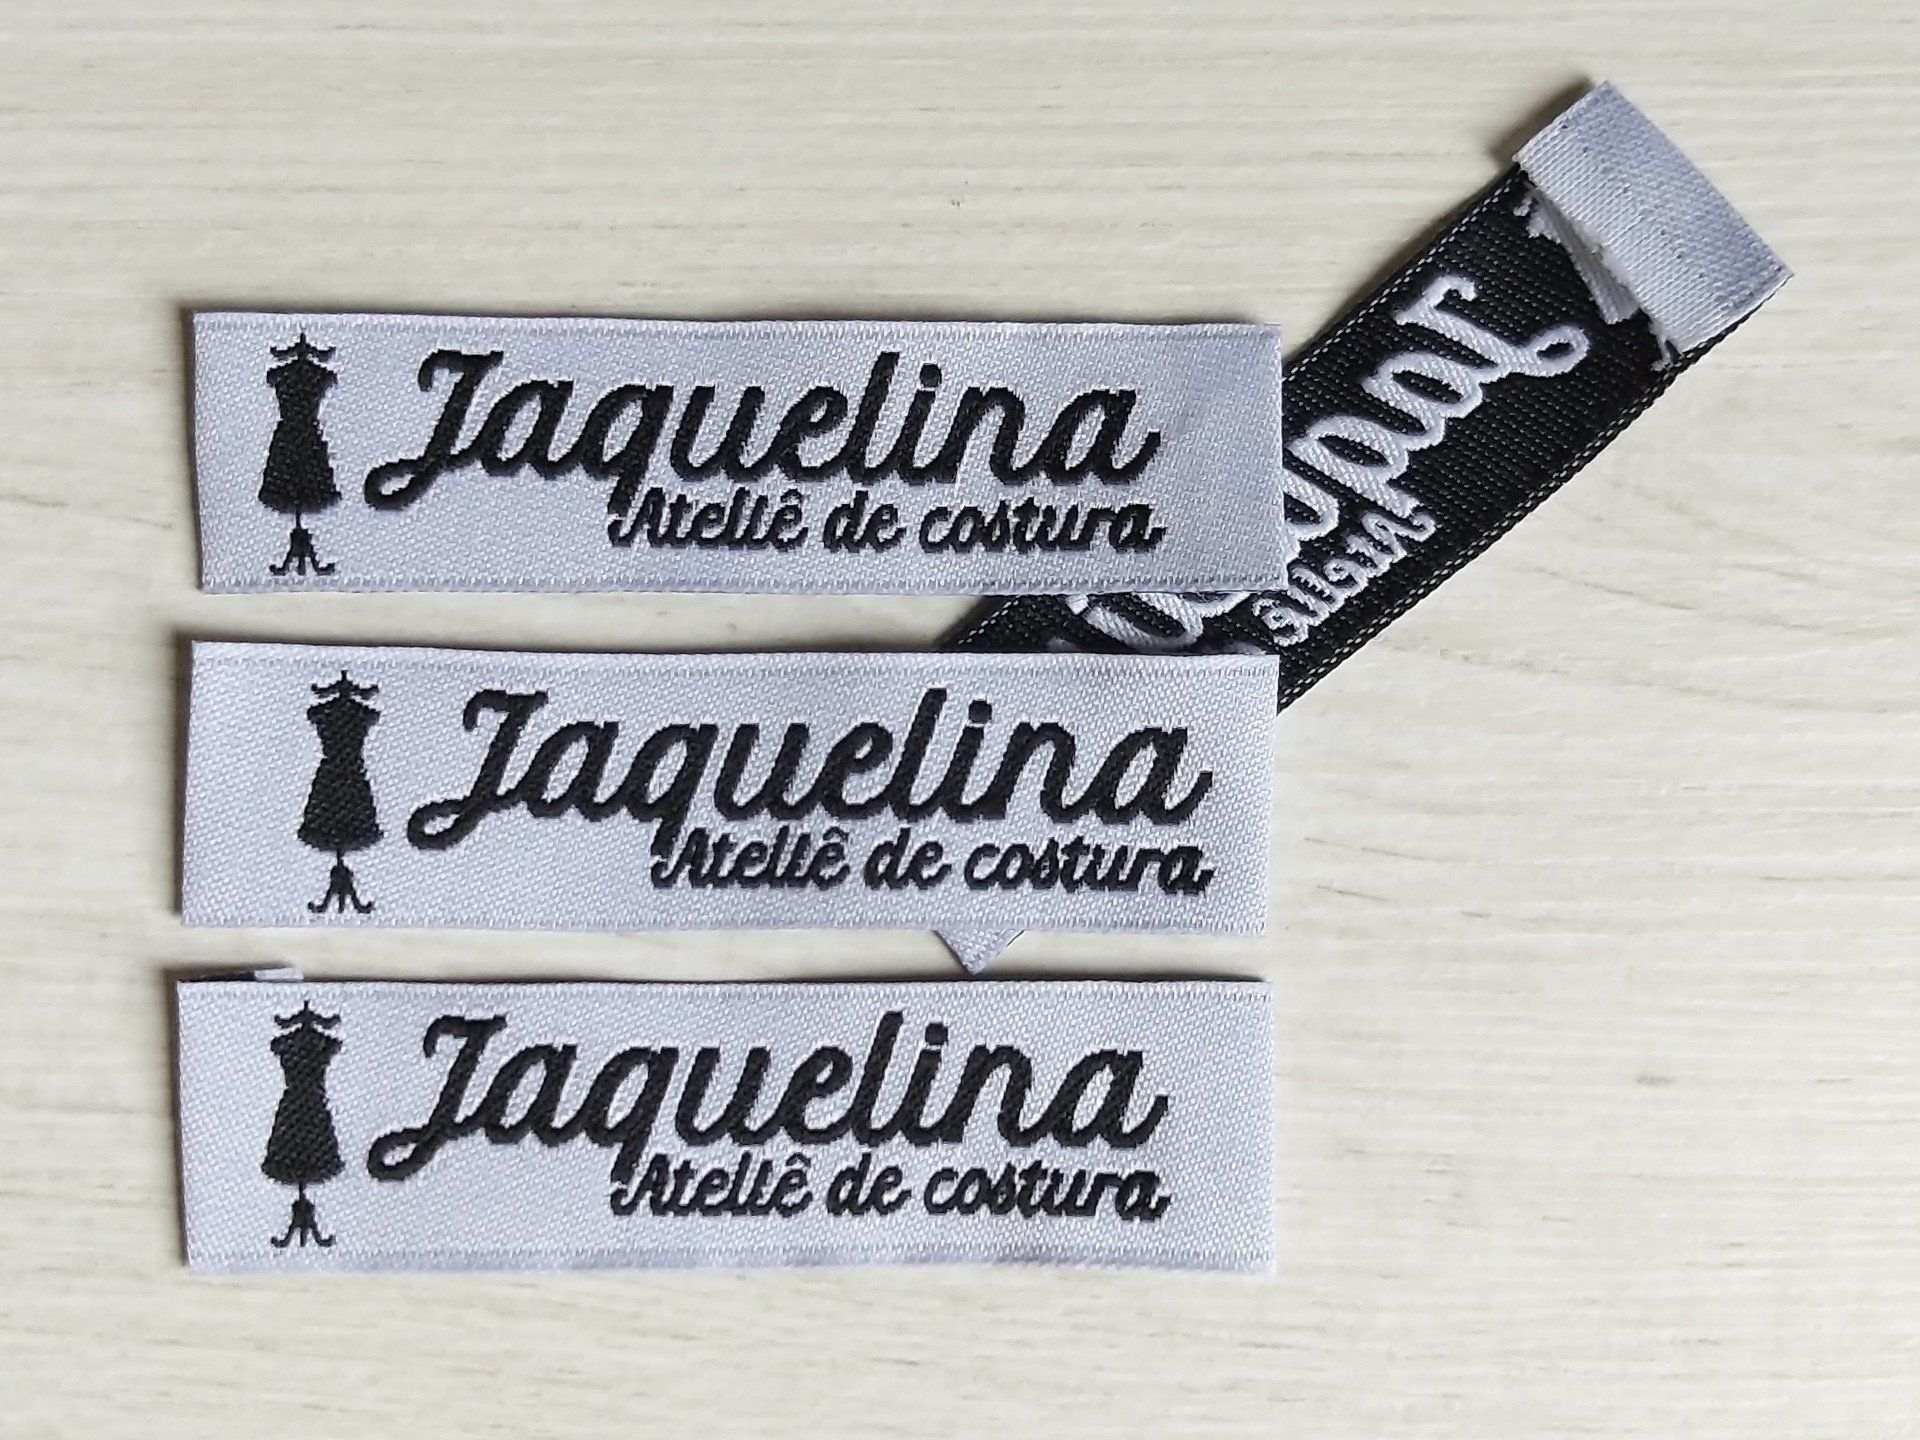 Jaquelina
Ateliê de costura
Jaquelina
Ateliê de costura
Jaquelina
Ateliê de costura